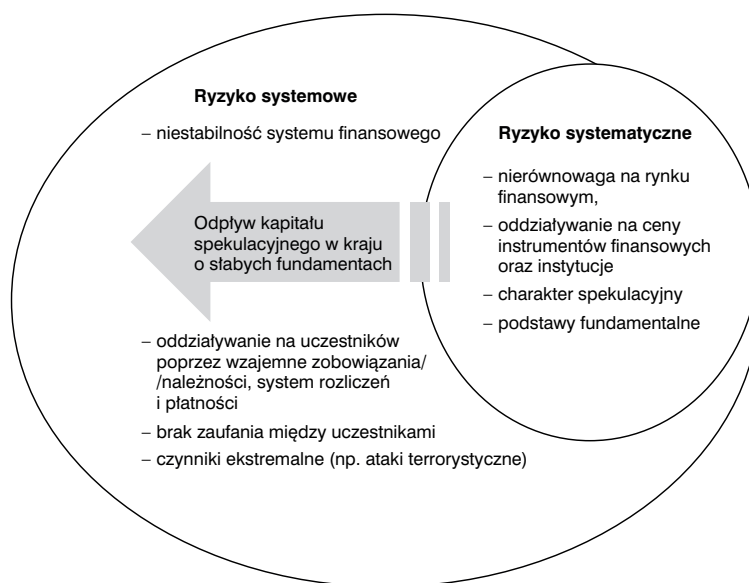 Ryzyko systemowe
– niestabilność systemu finansowego
Odpływ kapitału
spekulacyjnego w kraju
o słabych fundamentach
– oddziaływanie na uczestników
poprzez wzajemne zobowiązania/
/należności, system rozliczeń
i płatności
– brak zaufania między uczestnikami
– czynniki ekstremalne (np. ataki terrorystyczne)
Ryzyko systematyczne
– nierównowaga na rynku
finansowym,
– oddziaływanie na ceny
instrumentów finansowych
oraz instytucje
– charakter spekulacyjny
– podstawy fundamentalne